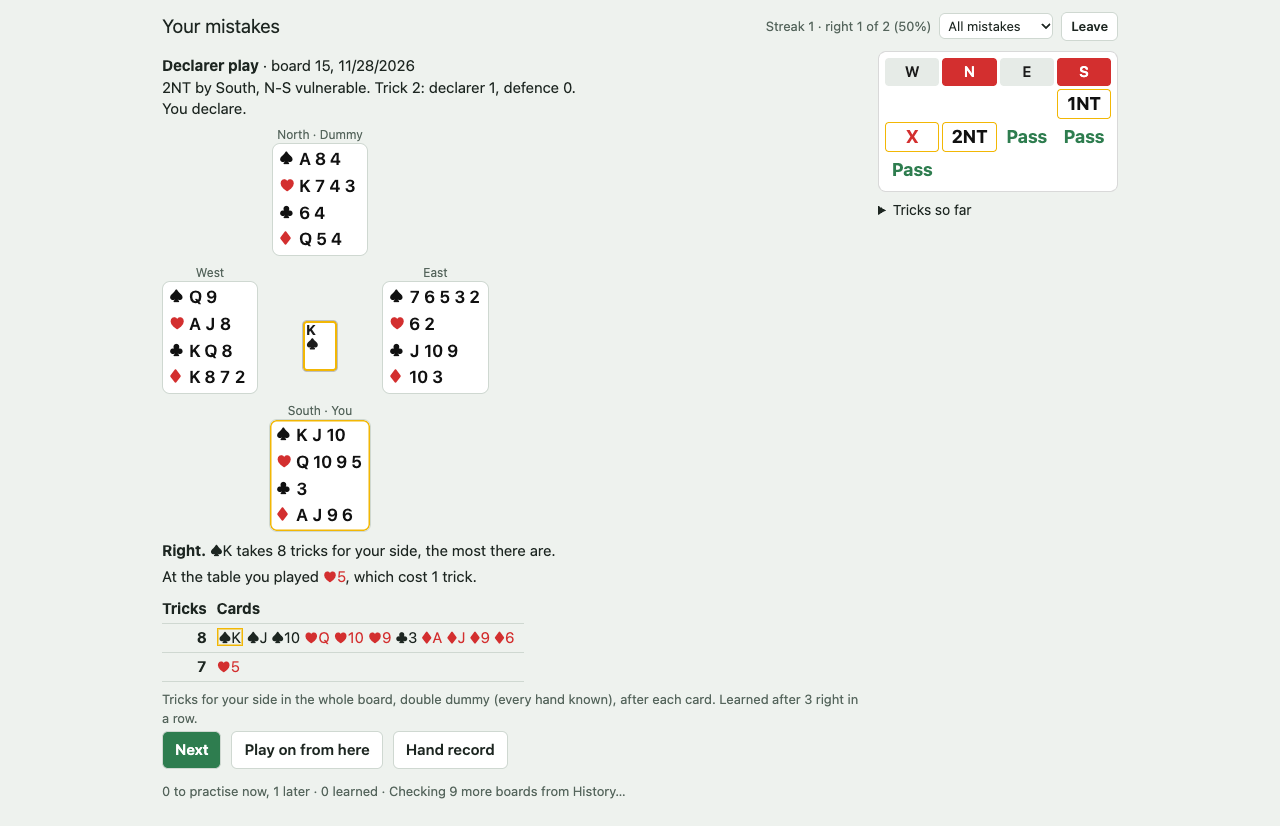 Your mistakes
Streak 1 · right 1 of 2 (50%)
All mistakes
Leave
Declarer play · board 15, 11/28/2026
2NT by South, N-S vulnerable. Trick 2: declarer 1, defence 0.
You declare.
W N E S
1NT
X 2NT Pass Pass
Pass
▶ Tricks so far
North · Dummy
♠ A 8 4
♥ K 7 4 3
♣ 6 4
♦ Q 5 4
West
♠ Q 9
♥ A J 8
♣ K Q 8
♦ K 8 7 2
K
♠
East
♠ 7 6 5 3 2
♥ 6 2
♣ J 10 9
♦ 10 3
South · You
♠ K J 10
♥ Q 10 9 5
♣ 3
♦ A J 9 6
Right. ♠K takes 8 tricks for your side, the most there are.
At the table you played ♥5, which cost 1 trick.
Tricks Cards
8 ♠K ♠J ♠10 ♥Q ♥10 ♥9 ♣3 ♦A ♦J ♦9 ♦6
7 ♥5
Tricks for your side in the whole board, double dummy (every hand known), after each card. Learned after 3 right in
a row.
Next
Play on from here
Hand record
0 to practise now, 1 later · 0 learned · Checking 9 more boards from History…